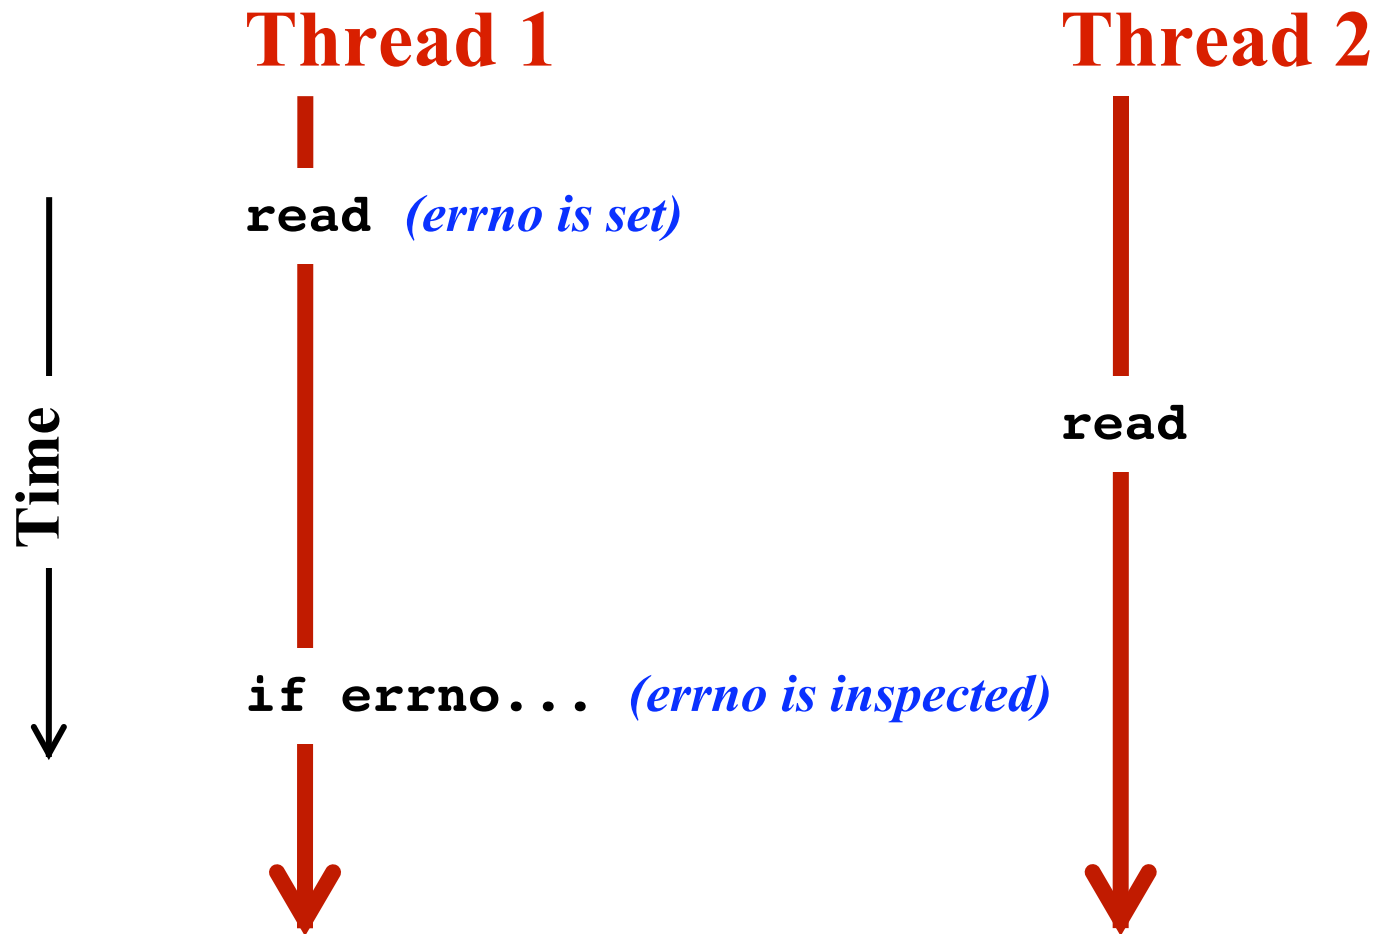 Thread 1
Thread 2
read (errno is set)
read
Time
if errno... (errno is inspected)